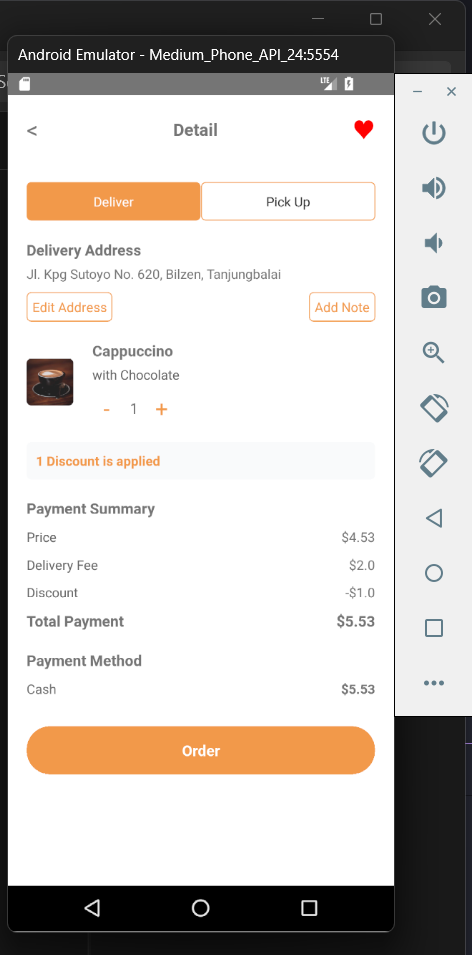 Android Emulator - Medium_Phone_API_24:5554
LTE
< Detail
Deliver Pick Up
Delivery Address
Jl. Kpg Sutoyo No. 620, Bilzen, Tanjungbalai
Edit Address Add Note
Cappuccino
with Chocolate
- 1 +
1 Discount is applied
Payment Summary
Price $4.53
Delivery Fee $2.0
Discount -$1.0
Total Payment $5.53
Payment Method
Cash $5.53
Order